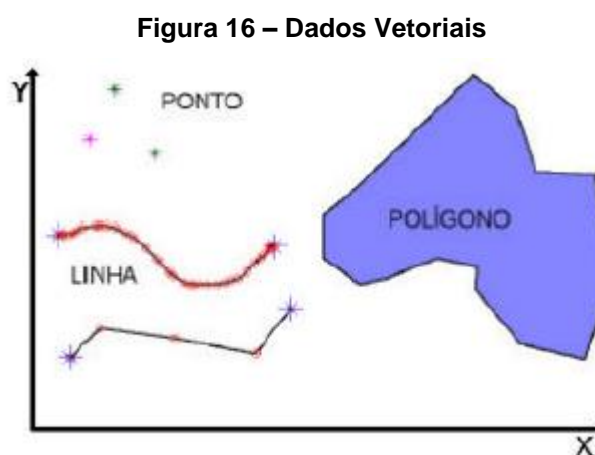 Figura 16 – Dados Vetoriais
Y
PONTO
POLÍGONO
LINHA
X